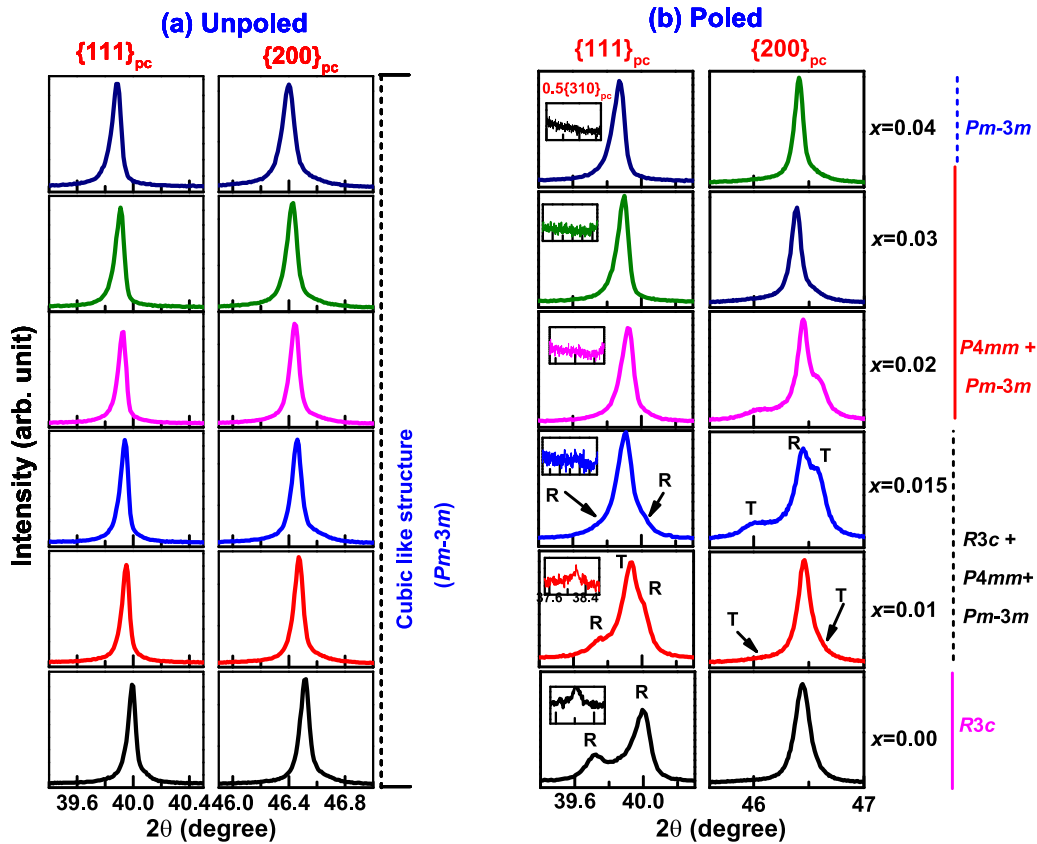 (a) Unpoled
(b) Poled
{111}pc
{200}pc
{111}pc
{200}pc
0.5{310}pc
x=0.04
Pm-3m
x=0.03
x=0.02
P4mm +
Pm-3m
R
R
R
T
T
x=0.015
R3c +
P4mm+
Pm-3m
37.6 38.4
T
R
R
T
T
x=0.01
R
R
x=0.00
R3c
Intensity (arb. unit)
Cubic like structure
(Pm-3m)
39.6 40.0 40.4
46.0 46.4 46.8
39.6 40.0
46 47
2θ (degree)
2θ (degree)